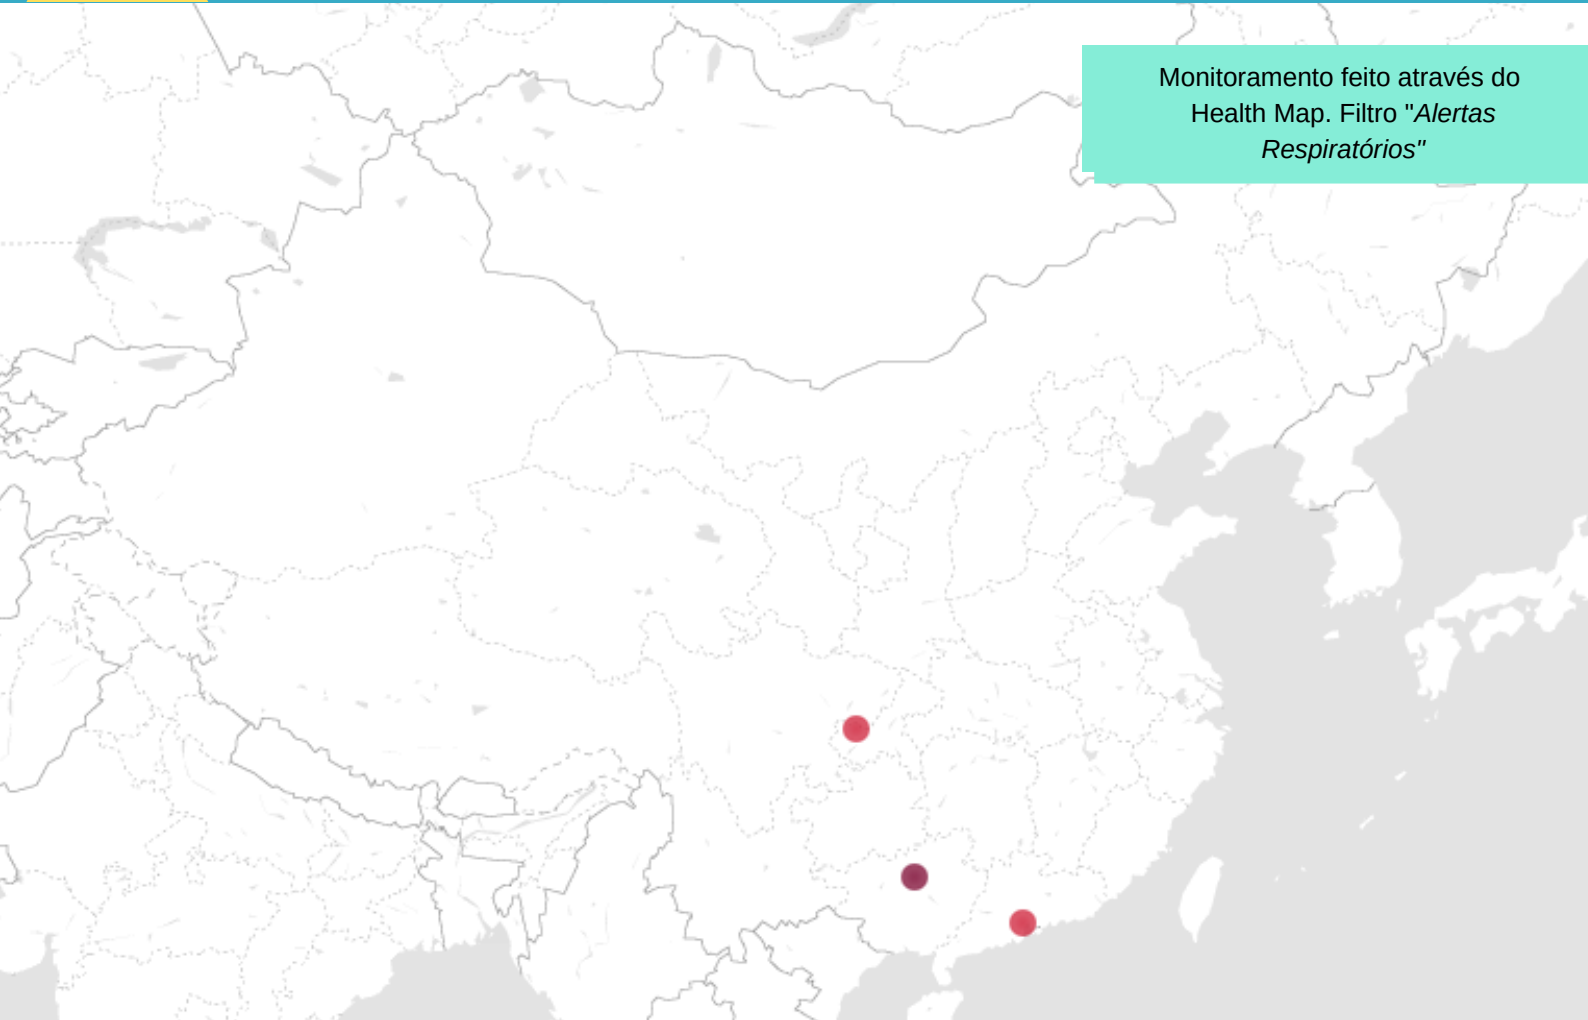 Monitoramento feito através do
Health Map. Filtro "Alertas
Respiratórios"